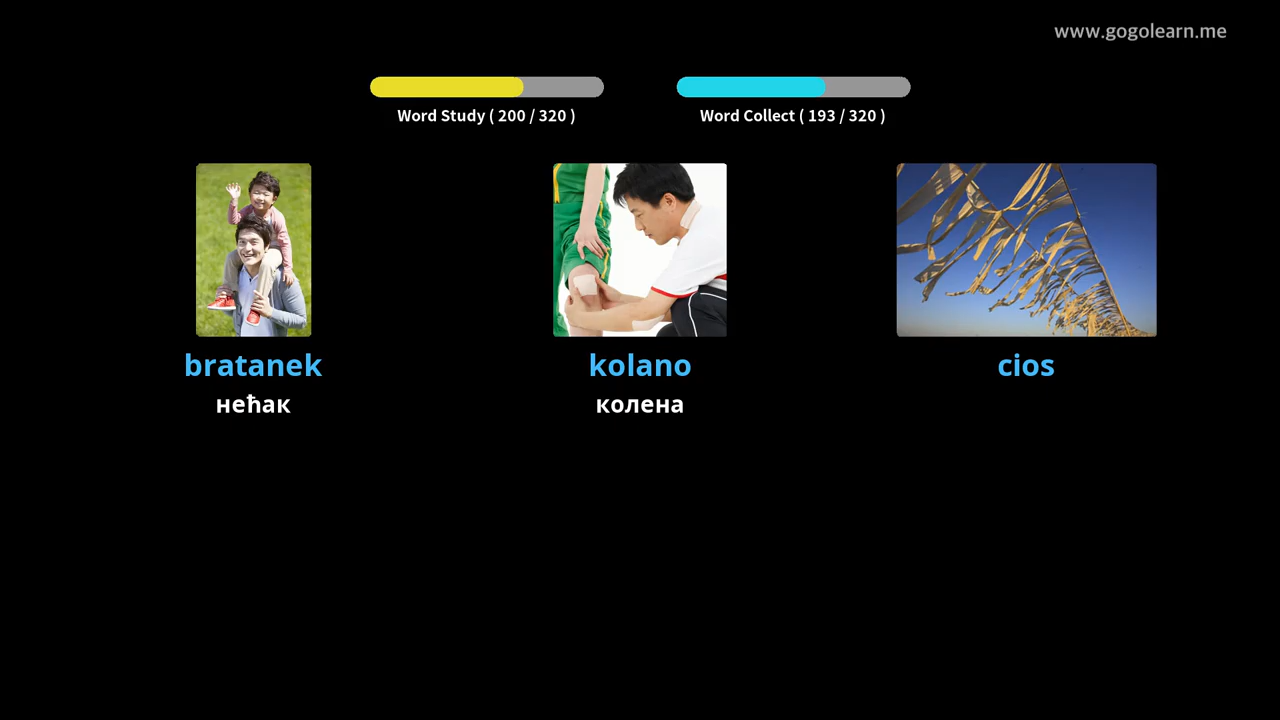 www.gogolearn.me
Word Study ( 200 / 320 )
Word Collect ( 193 / 320 )
bratanek
нећак
kolano
колена
cios